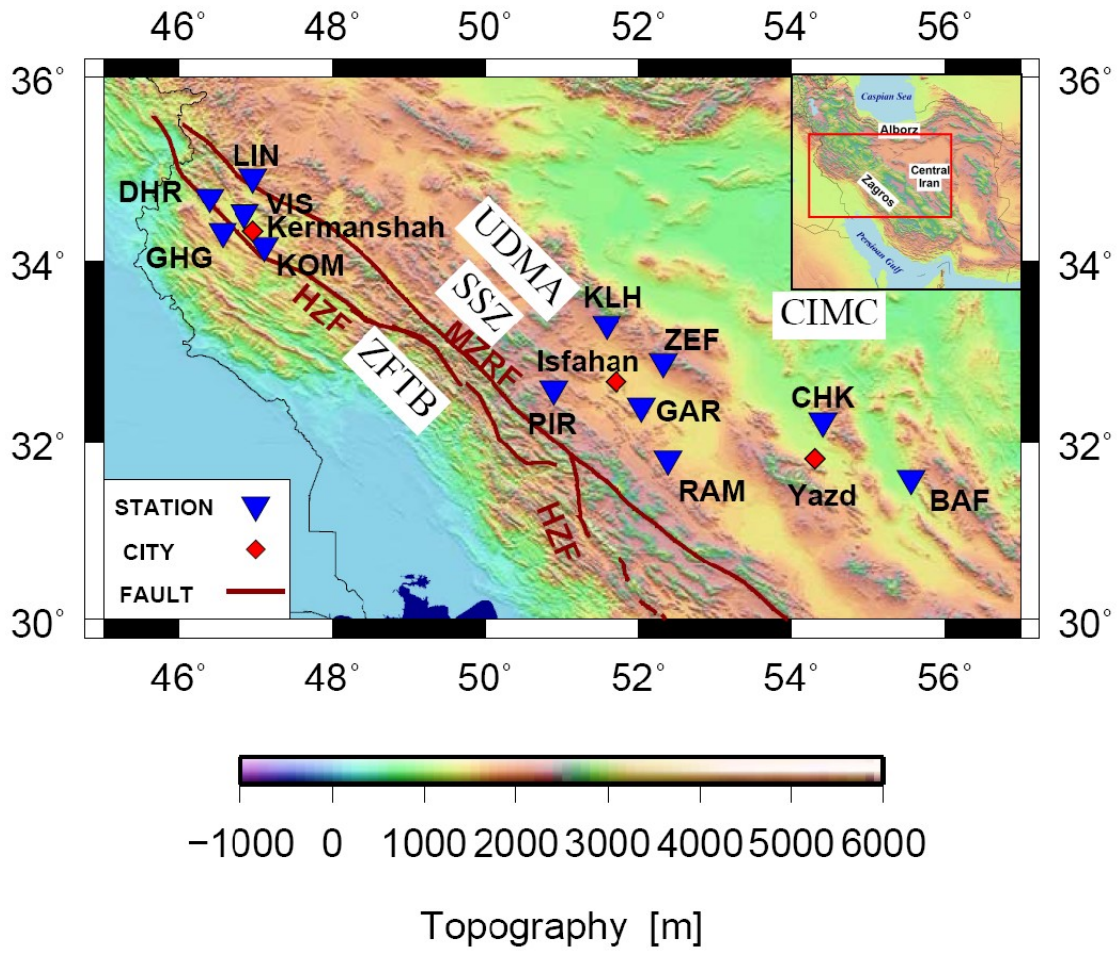 46° 48° 50° 52° 54° 56°
36° 36°
Caspian Sea
Alborz
Central
Iran
Zagros
Persioan Gulf
LIN
DHR
VIS
Kermanshah
GHG
KOM
34° 34°
UDMA
SSZ
HZF
ZFTB
MZRF
KLH
CIMC
ZEF
Isfahan
PIR
GAR
CHK
32° 32°
RAM
Yazd
BAF
HZF
STATION
CITY
FAULT
30° 30°
46° 48° 50° 52° 54° 56°
−1000 0 1000 2000 3000 4000 5000 6000
Topography [m]